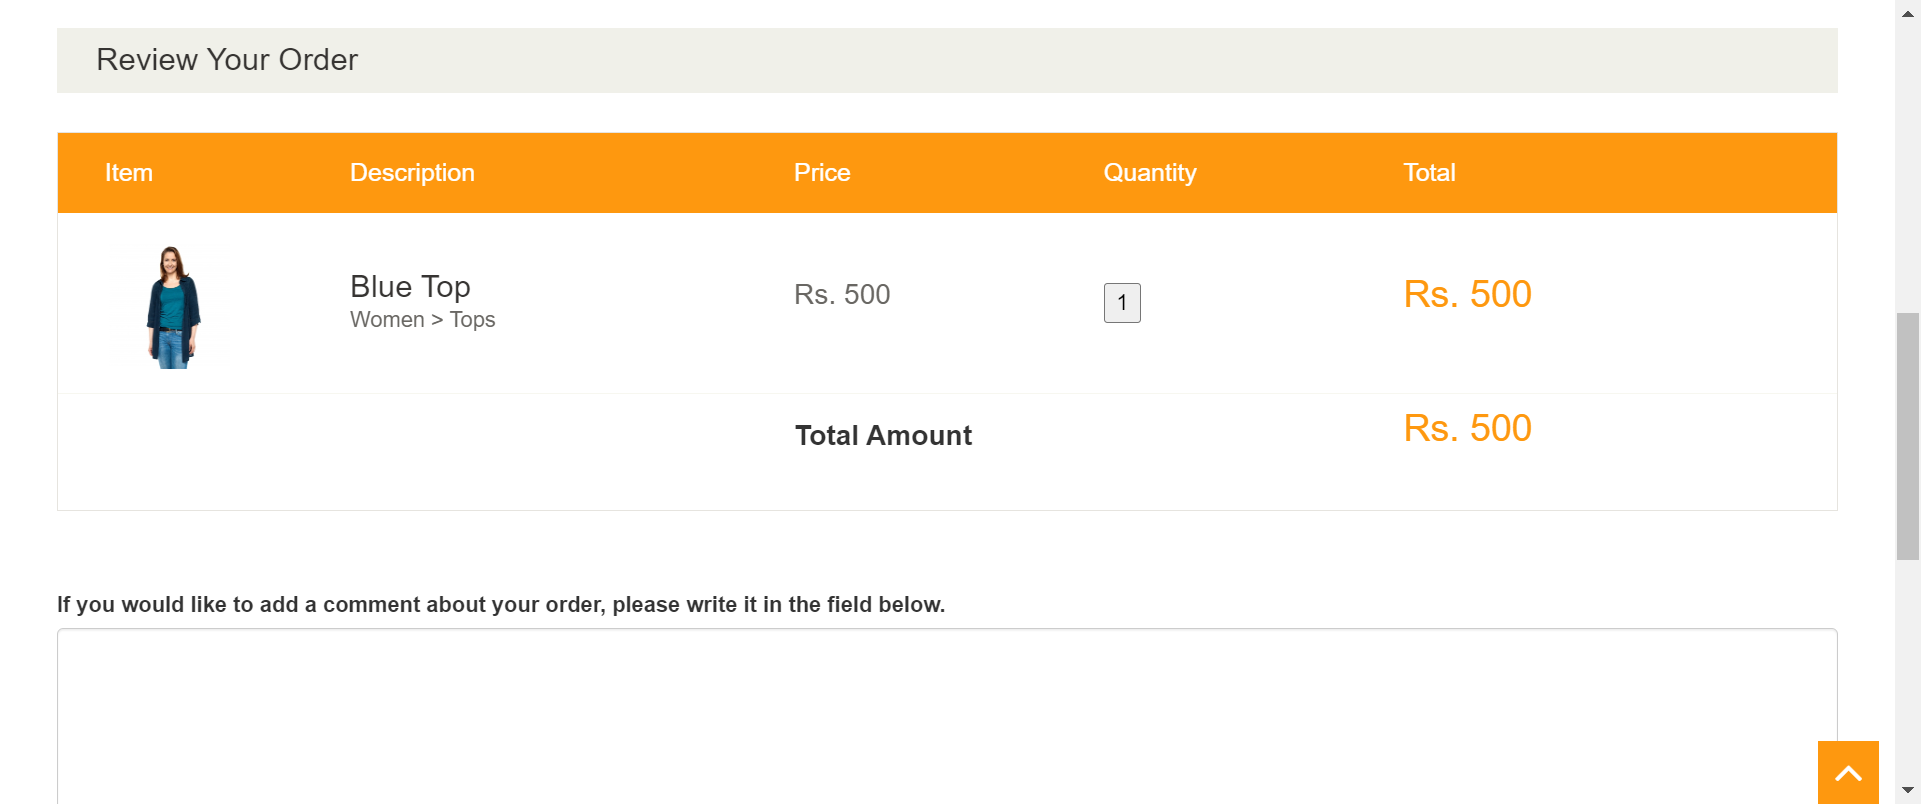 Review Your Order
Item Description Price Quantity Total
Blue Top
Women > Tops
Rs. 500
1
Rs. 500
Total Amount Rs. 500
If you would like to add a comment about your order, please write it in the field below.